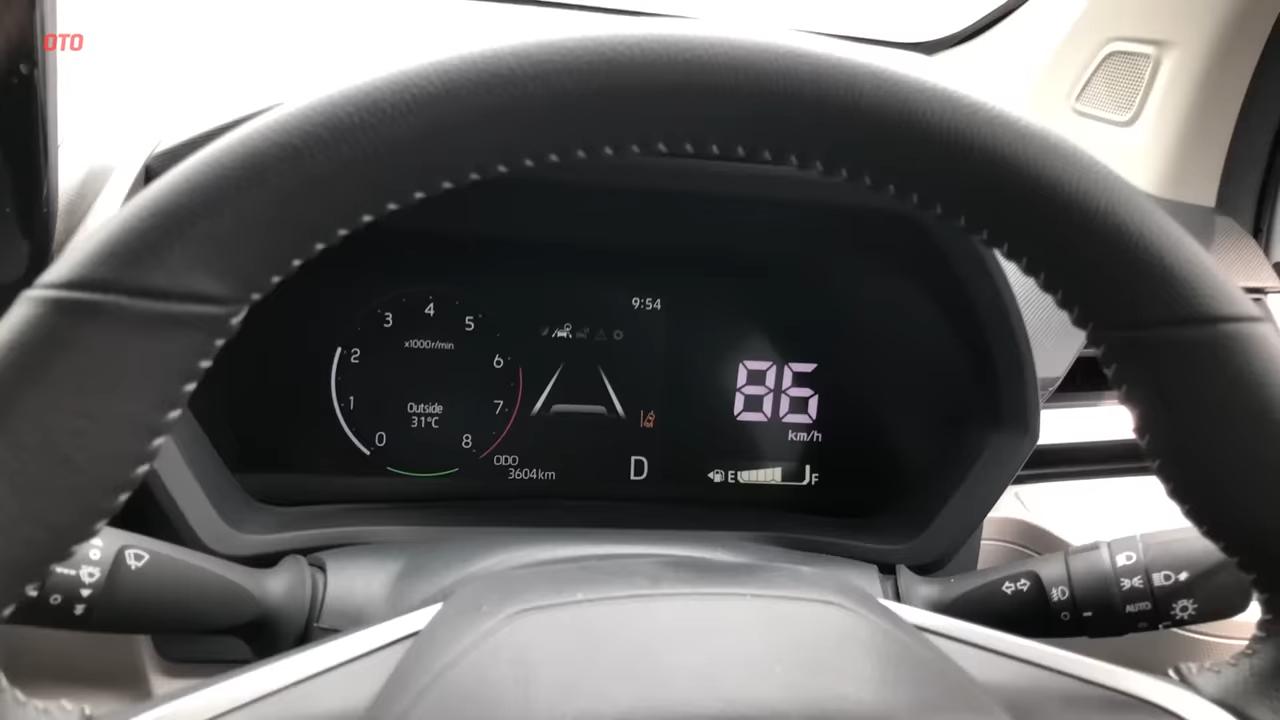 OTO
9:54
3
4
5
x1000r/min
2
6
1
7
Outside
31°C
0
8
86
km/h
ODO
3604km
D
E
F
AUTO